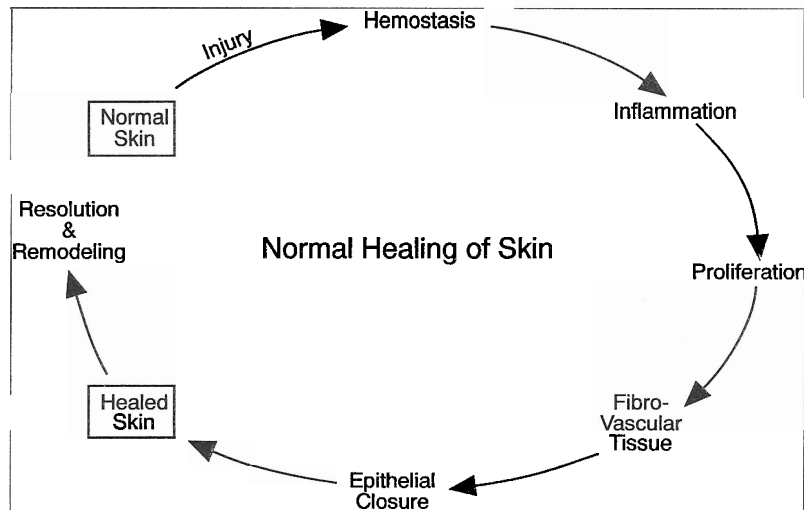 Injury
Hemostasis
Normal
Skin
Inflammation
Resolution
&
Remodeling
Normal Healing of Skin
Proliferation
Healed
Skin
Fibro-
Vascular
Tissue
Epithelial
Closure